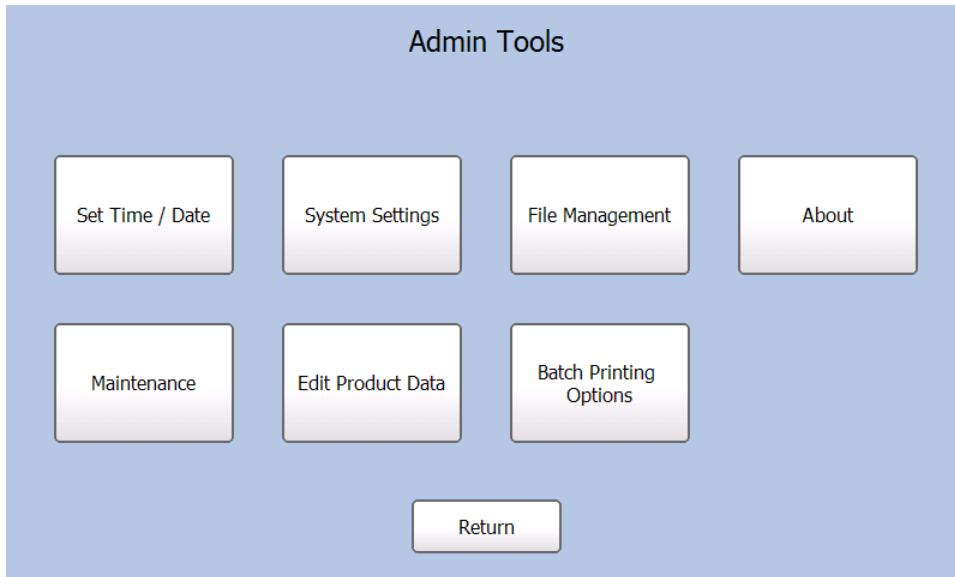 Admin Tools
Set Time / Date
System Settings
File Management
About
Maintenance
Edit Product Data
Batch Printing
Options
Return